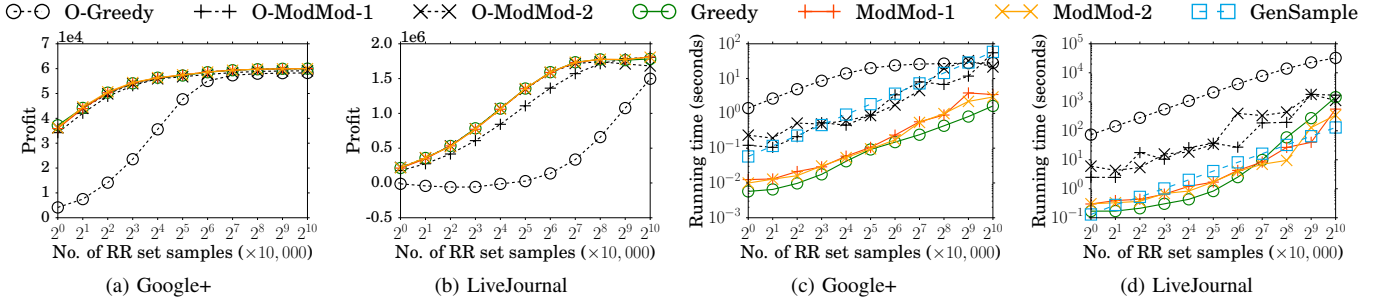 O-Greedy O-ModMod-1 O-ModMod-2 Greedy ModMod-1 ModMod-2 GenSample
1e4
7
6
5
4
3
2
1
0
Profit
2^0 2^1 2^2 2^3 2^4 2^5 2^6 2^7 2^8 2^9 2^10
No. of RR set samples (×10,000)
(a) Google+
1e6
2.0
1.5
1.0
0.5
0.0
-0.5
Profit
2^0 2^1 2^2 2^3 2^4 2^5 2^6 2^7 2^8 2^9 2^10
No. of RR set samples (×10,000)
(b) LiveJournal
10^2
10^1
10^0
10^−1
10^−2
10^−3
Running time (seconds)
2^0 2^1 2^2 2^3 2^4 2^5 2^6 2^7 2^8 2^9 2^10
No. of RR set samples (×10,000)
(c) Google+
10^5
10^4
10^3
10^2
10^1
10^0
10^−1
Running time (seconds)
2^0 2^1 2^2 2^3 2^4 2^5 2^6 2^7 2^8 2^9 2^10
No. of RR set samples (×10,000)
(d) LiveJournal